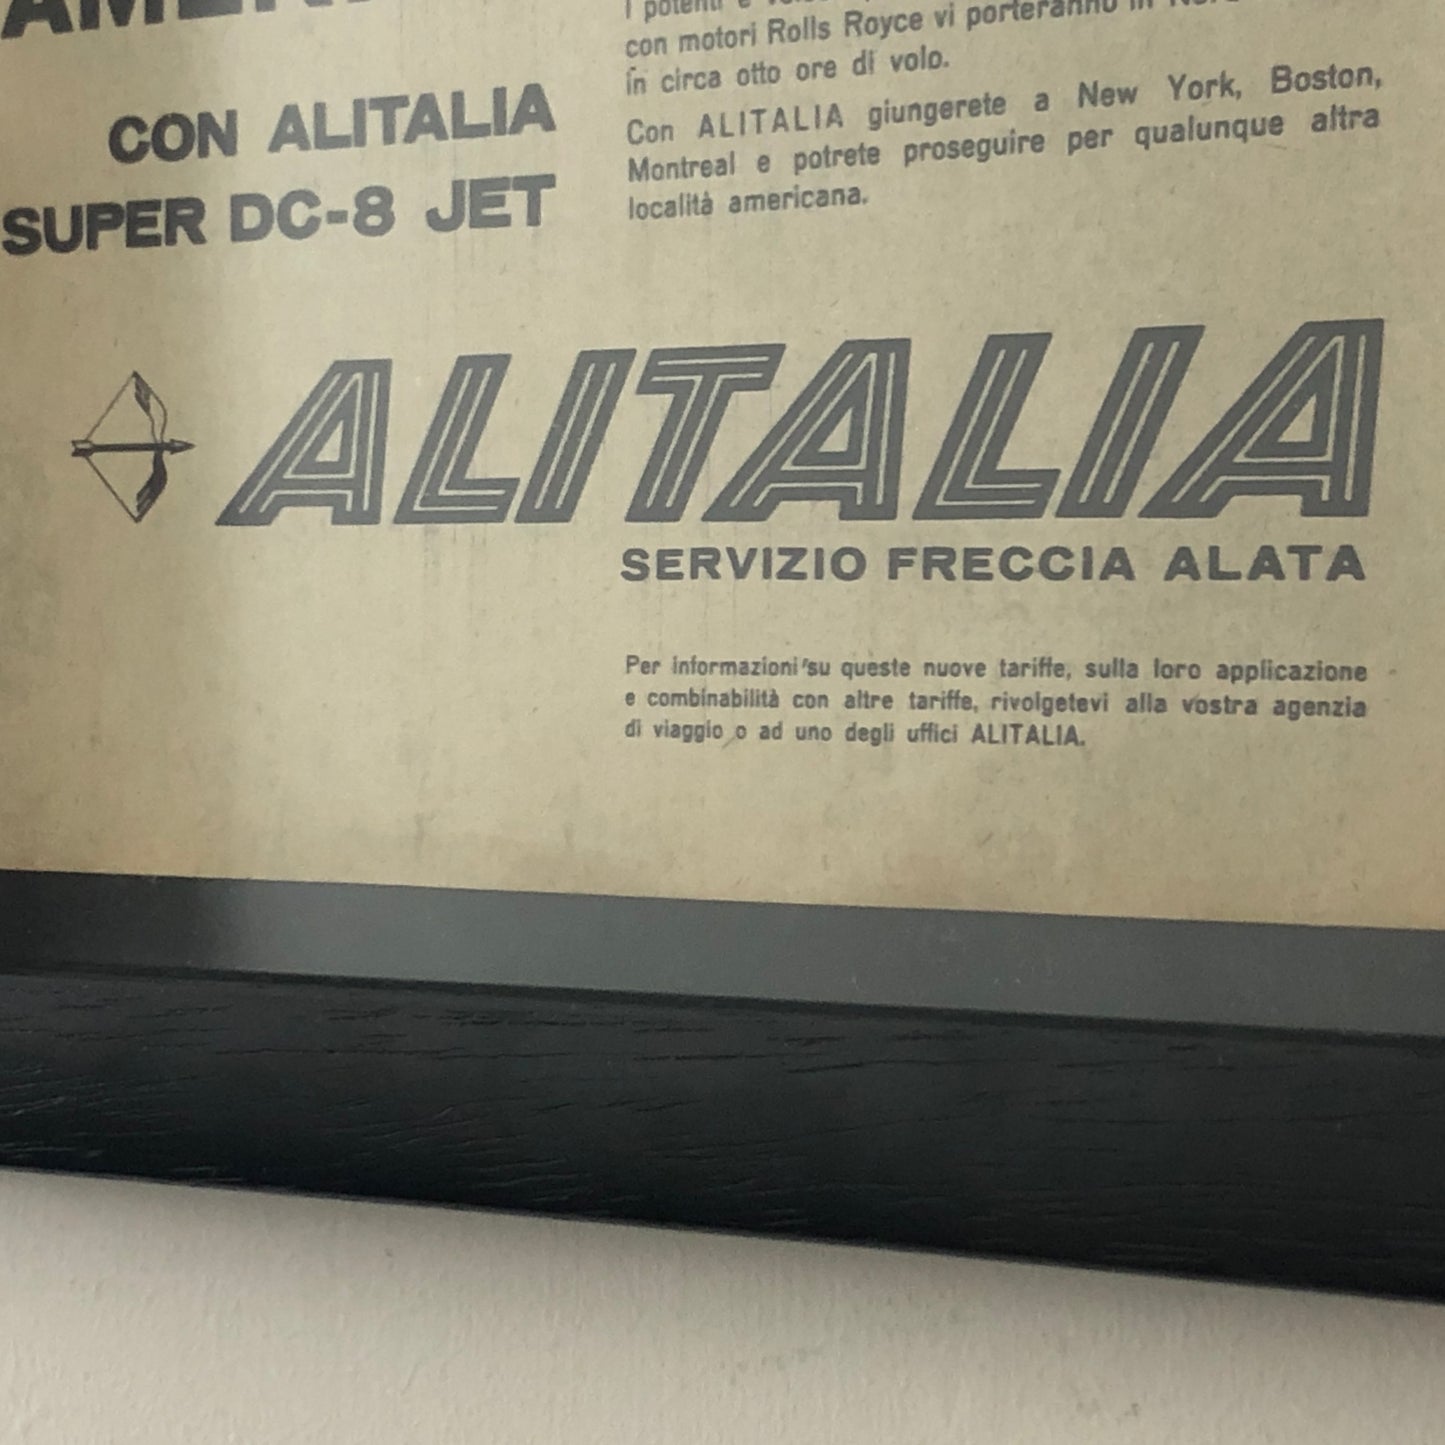 CON ALITALIA
SUPER DC-8 JET
I potenti e
con motori Rolls Royce vi porteranno in
in circa otto ore di volo.
Con ALITALIA giungerete a New York, Boston,
Montreal e potrete proseguire per qualunque altra
località americana.
ALITALIA
SERVIZIO FRECCIA ALATA
Per informazioni su queste nuove tariffe, sulla loro applicazione
e combinabilità con altre tariffe, rivolgetevi alla vostra agenzia
di viaggio o ad uno degli uffici ALITALIA.